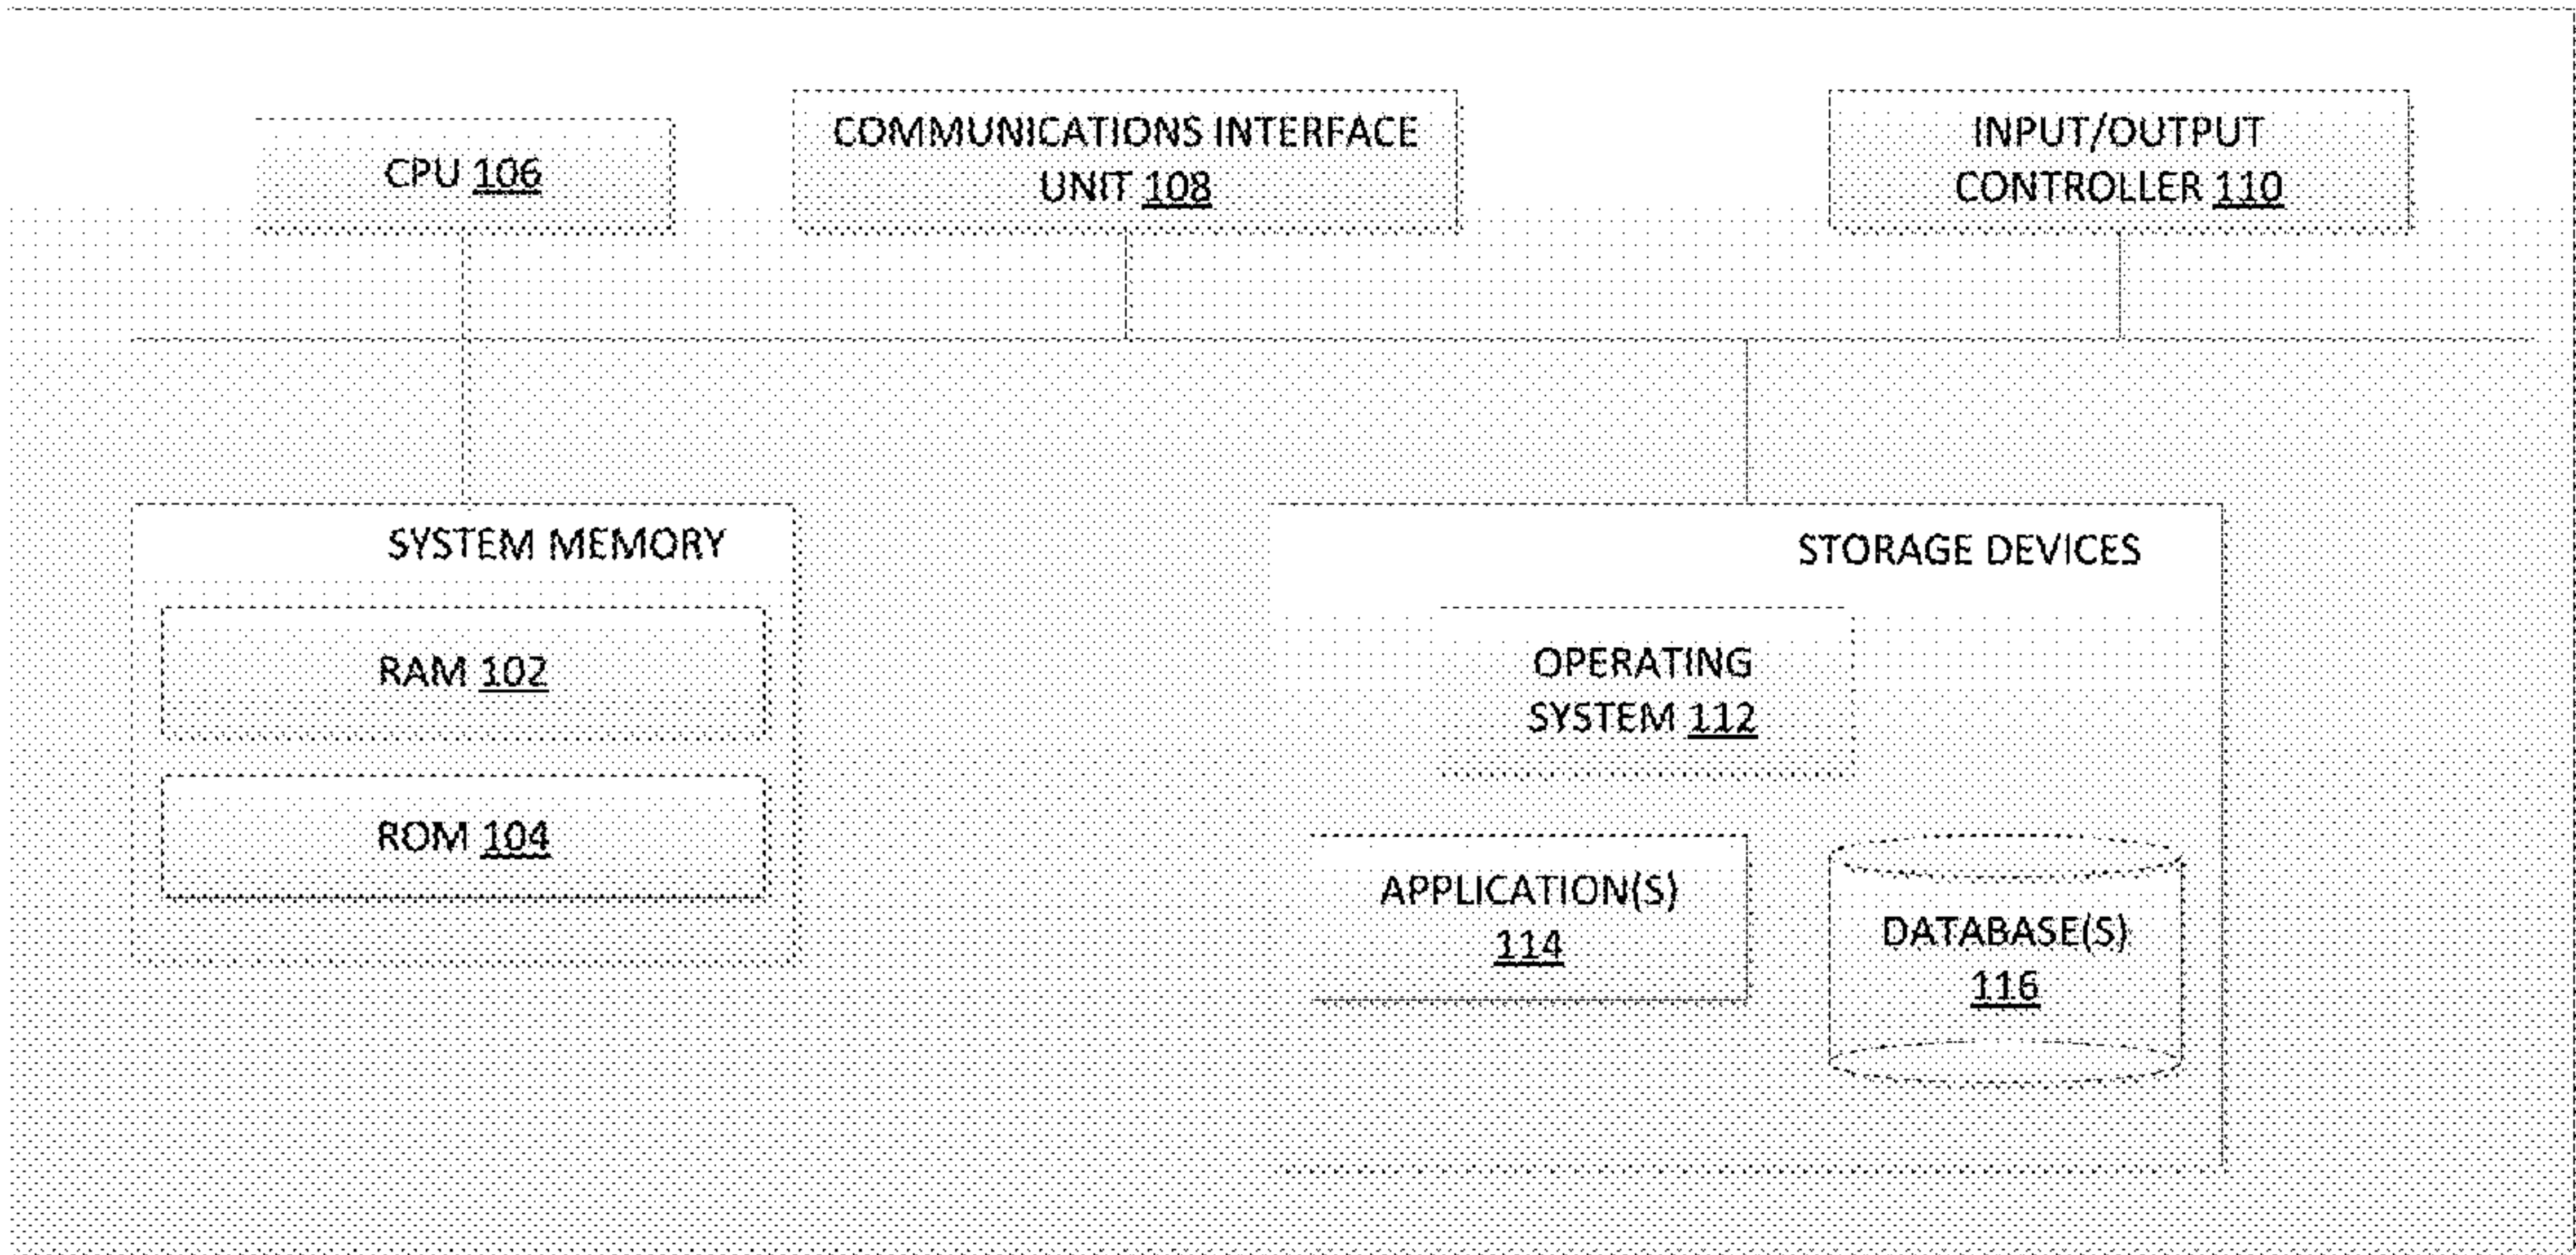 CPU 106
COMMUNICATIONS INTERFACE
UNIT 108
INPUT/OUTPUT
CONTROLLER 110
SYSTEM MEMORY
RAM 102
ROM 104
STORAGE DEVICES
OPERATING
SYSTEM 112
APPLICATION(S)
114
DATABASE(S)
116